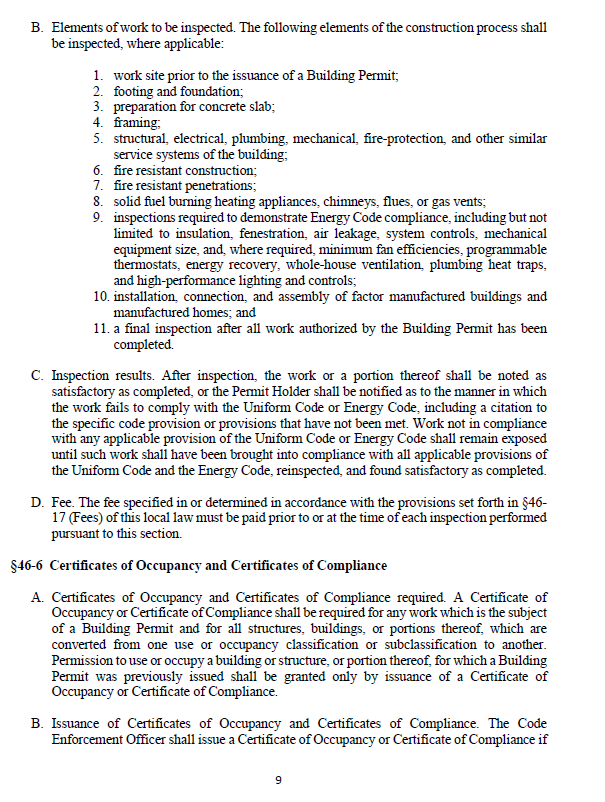 B. Elements of work to be inspected. The following elements of the construction process shall
be inspected, where applicable:
1. work site prior to the issuance of a Building Permit;
2. footing and foundation;
3. preparation for concrete slab;
4. framing;
5. structural, electrical, plumbing, mechanical, fire-protection, and other similar
service systems of the building;
6. fire resistant construction;
7. fire resistant penetrations;
8. solid fuel burning heating appliances, chimneys, flues, or gas vents;
9. inspections required to demonstrate Energy Code compliance, including but not
limited to insulation, fenestration, air leakage, system controls, mechanical
equipment size, and, where required, minimum fan efficiencies, programmable
thermostats, energy recovery, whole-house ventilation, plumbing heat traps,
and high-performance lighting and controls;
10. installation, connection, and assembly of factor manufactured buildings and
manufactured homes; and
11. a final inspection after all work authorized by the Building Permit has been
completed.
C. Inspection results. After inspection, the work or a portion thereof shall be noted as
satisfactory as completed, or the Permit Holder shall be notified as to the manner in which
the work fails to comply with the Uniform Code or Energy Code, including a citation to
the specific code provision or provisions that have not been met. Work not in compliance
with any applicable provision of the Uniform Code or Energy Code shall remain exposed
until such work shall have been brought into compliance with all applicable provisions of
the Uniform Code and the Energy Code, reinspected, and found satisfactory as completed.
D. Fee. The fee specified in or determined in accordance with the provisions set forth in §46-
17 (Fees) of this local law must be paid prior to or at the time of each inspection performed
pursuant to this section.
§46-6 Certificates of Occupancy and Certificates of Compliance
A. Certificates of Occupancy and Certificates of Compliance required. A Certificate of
Occupancy or Certificate of Compliance shall be required for any work which is the subject
of a Building Permit and for all structures, buildings, or portions thereof, which are
converted from one use or occupancy classification or subclassification to another.
Permission to use or occupy a building or structure, or portion thereof, for which a Building
Permit was previously issued shall be granted only by issuance of a Certificate of
Occupancy or Certificate of Compliance.
B. Issuance of Certificates of Occupancy and Certificates of Compliance. The Code
Enforcement Officer shall issue a Certificate of Occupancy or Certificate of Compliance if
9